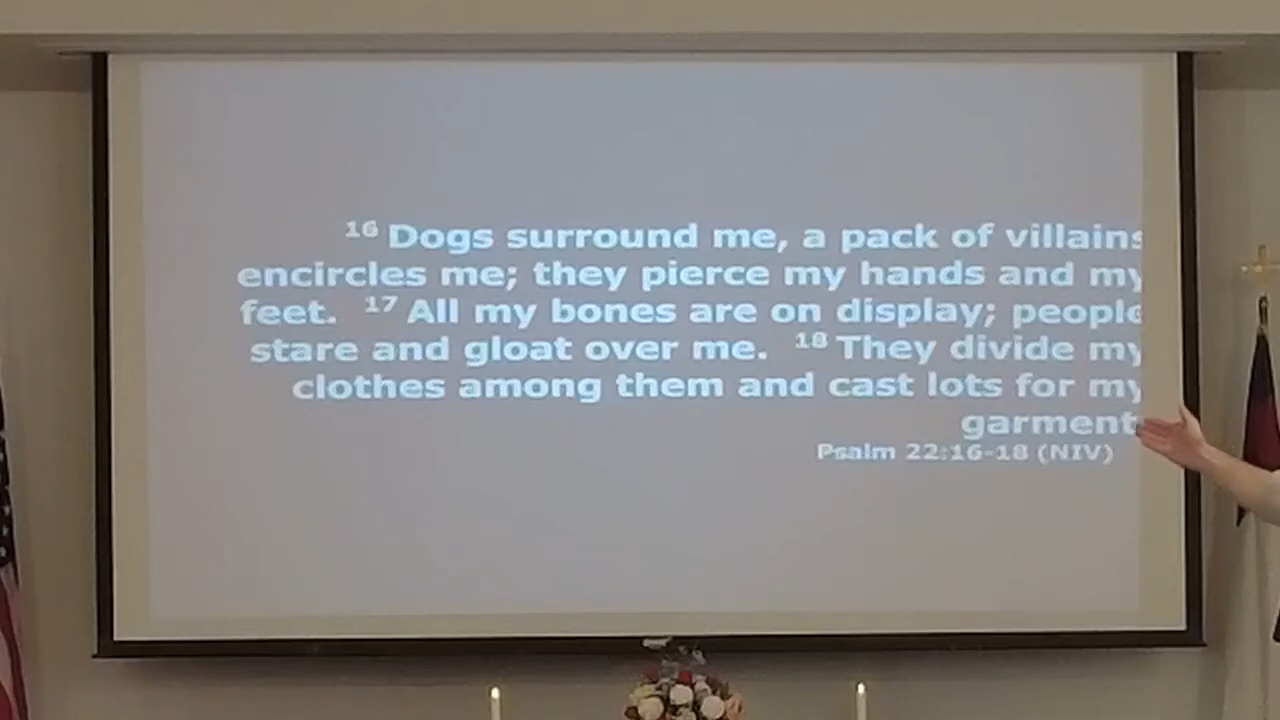 16 Dogs surround me, a pack of villains
encircles me; they pierce my hands and my
feet. 17 All my bones are on display; people
stare and gloat over me. 18 They divide my
clothes among them and cast lots for my
garment
Psalm 22:16-18 (NIV)